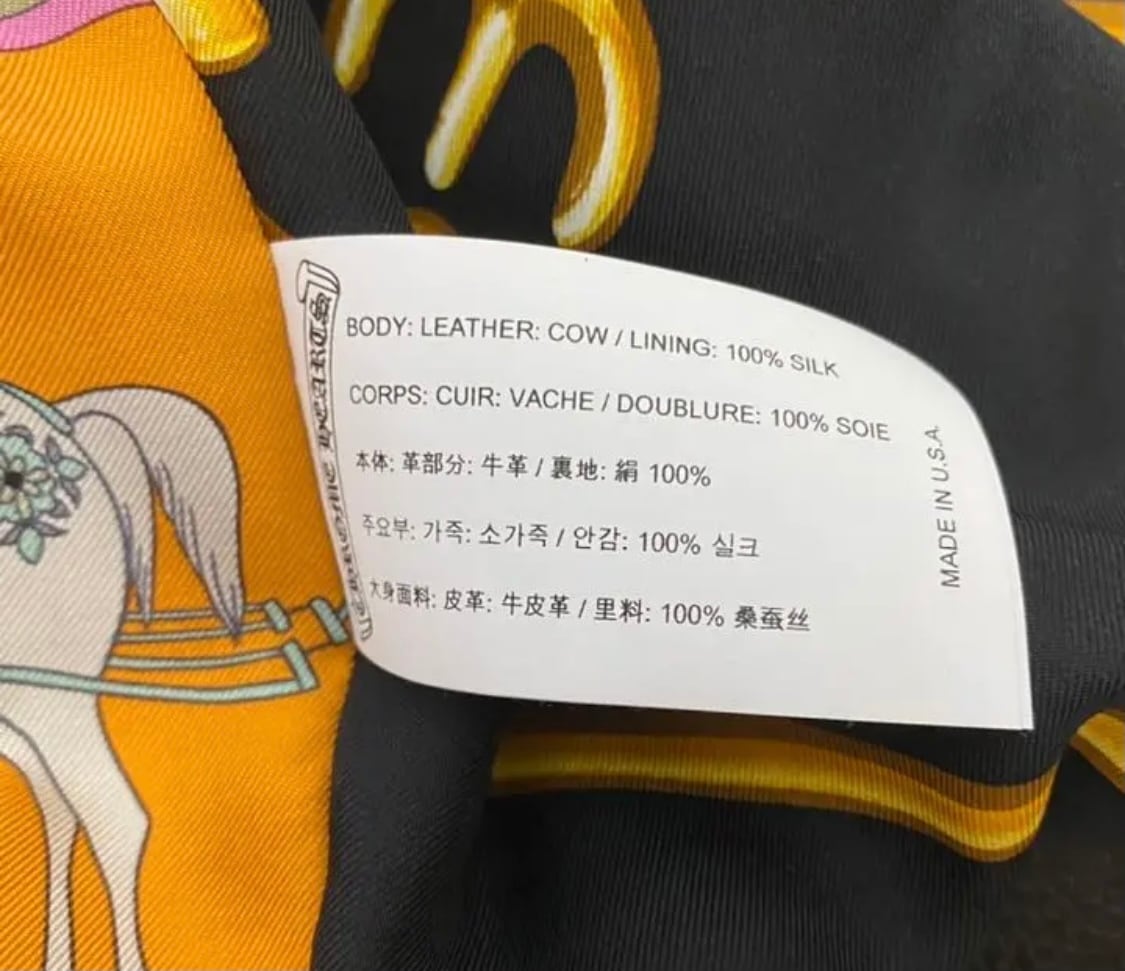 CHROME HEARTS
BODY: LEATHER: COW / LINING: 100% SILK
CORPS: CUIR: VACHE / DOUBLURE: 100% SOIE
本体: 革部分: 牛革 / 裏地: 絹 100%
주요부: 가죽: 소가죽 / 안감: 100% 실크
大身面料: 皮革: 牛皮革 / 里料: 100% 桑蚕丝
MADE IN U.S.A.